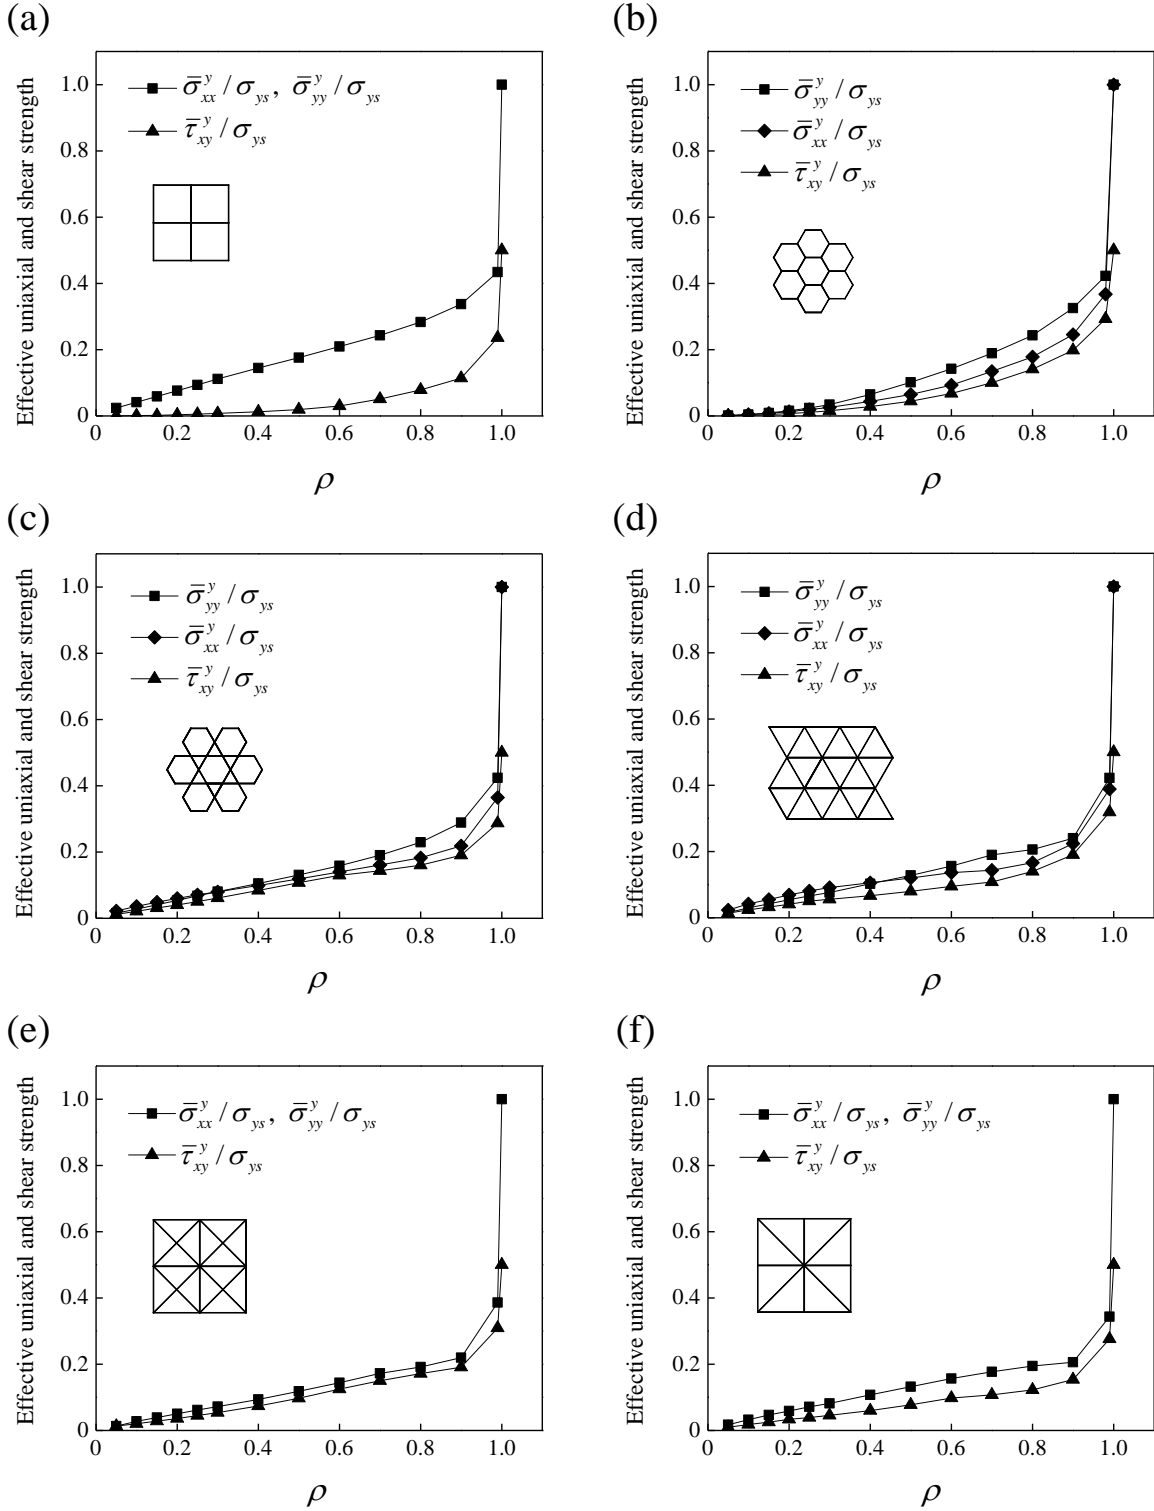 (a)
Effective uniaxial and shear strength
1.0
0.8
0.6
0.4
0.2
0
σ̅ʸₓₓ / σ_ys, σ̅ʸ_yy / σ_ys
τ̅ʸ_xy / σ_ys
0 0.2 0.4 0.6 0.8 1.0
ρ
(b)
Effective uniaxial and shear strength
1.0
0.8
0.6
0.4
0.2
0
σ̅ʸ_yy / σ_ys
σ̅ʸₓₓ / σ_ys
τ̅ʸ_xy / σ_ys
0 0.2 0.4 0.6 0.8 1.0
ρ
(c)
Effective uniaxial and shear strength
1.0
0.8
0.6
0.4
0.2
0
σ̅ʸ_yy / σ_ys
σ̅ʸₓₓ / σ_ys
τ̅ʸ_xy / σ_ys
0 0.2 0.4 0.6 0.8 1.0
ρ
(d)
Effective uniaxial and shear strength
1.0
0.8
0.6
0.4
0.2
0
σ̅ʸ_yy / σ_ys
σ̅ʸₓₓ / σ_ys
τ̅ʸ_xy / σ_ys
0 0.2 0.4 0.6 0.8 1.0
ρ
(e)
Effective uniaxial and shear strength
1.0
0.8
0.6
0.4
0.2
0
σ̅ʸₓₓ / σ_ys, σ̅ʸ_yy / σ_ys
τ̅ʸ_xy / σ_ys
0 0.2 0.4 0.6 0.8 1.0
ρ
(f)
Effective uniaxial and shear strength
1.0
0.8
0.6
0.4
0.2
0
σ̅ʸₓₓ / σ_ys, σ̅ʸ_yy / σ_ys
τ̅ʸ_xy / σ_ys
0 0.2 0.4 0.6 0.8 1.0
ρ